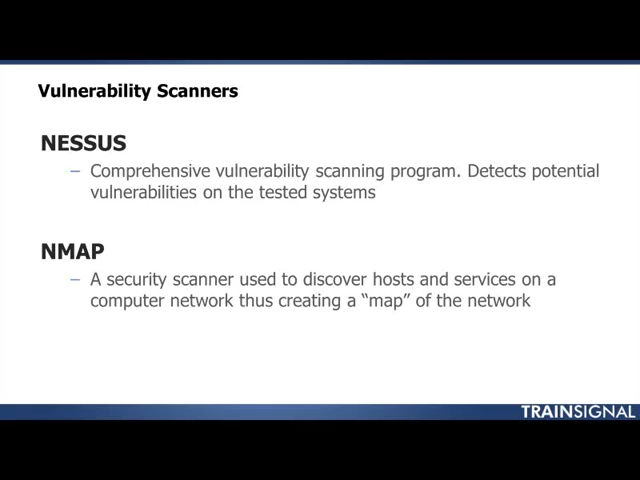 Vulnerability Scanners
NESSUS
– Comprehensive vulnerability scanning program. Detects potential
vulnerabilities on the tested systems
NMAP
– A security scanner used to discover hosts and services on a
computer network thus creating a “map” of the network
TRAINSIGNAL